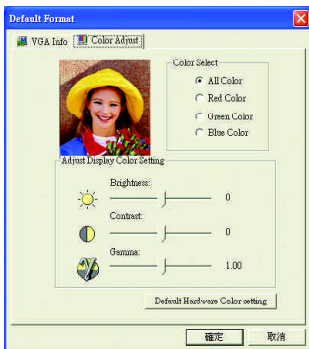 Default Format
VGA Info
Color Adjust
Color Select
All Color
Red Color
Green Color
Blue Color
Adjust Display Color Setting
Brightness:
0
Contrast:
0
Gamma:
1.00
Default Hardware Color setting
確定
取消